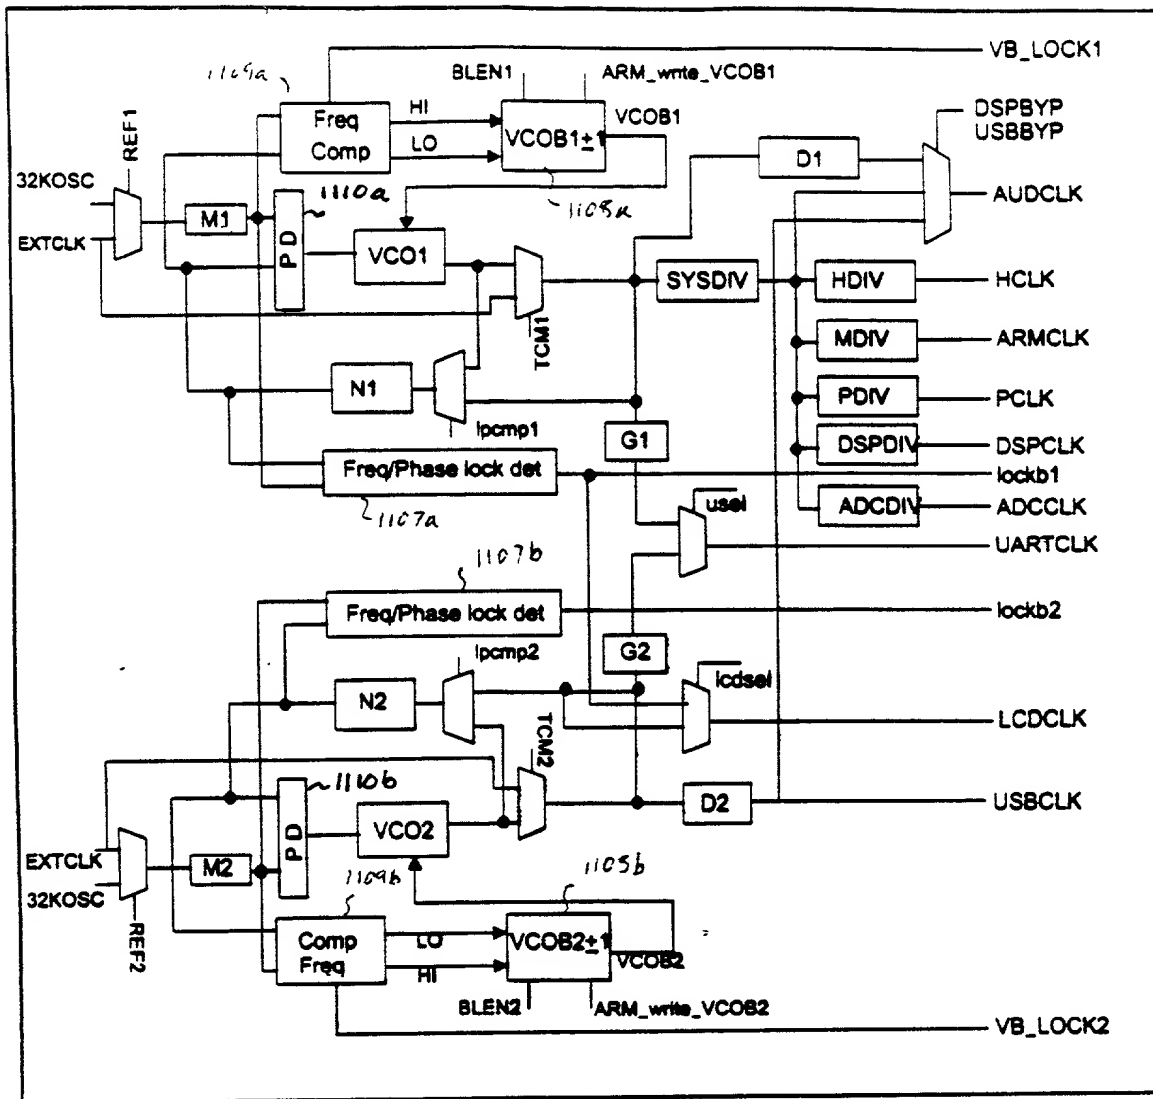 VB_LOCK1
1109a
BLEN1
ARM_write_VCOB1
DSPBYP
USBBYP
REF1
Freq
Comp
HI
LO
VCOB1±1
VCOB1
D1
32KOSC
1110a
1108a
AUDCLK
M1
PD
EXTCLK
VCO1
SYSDIV
HDIV
HCLK
TCM1
MDIV
ARMCLK
N1
PDIV
PCLK
lpcmp1
G1
DSPDIV
DSPCLK
Freq/Phase lock det
lockb1
1107a
usel
ADCDIV
ADCCLK
UARTCLK
1107b
Freq/Phase lock det
lockb2
lpcmp2
G2
lcdsel
N2
TCM2
LCDCLK
1110b
PD
VCO2
D2
USBCLK
EXTCLK
M2
32KOSC
1109b
1108b
REF2
Comp
Freq
LO
HI
VCOB2±1
VCOB2
BLEN2
ARM_write_VCOB2
VB_LOCK2